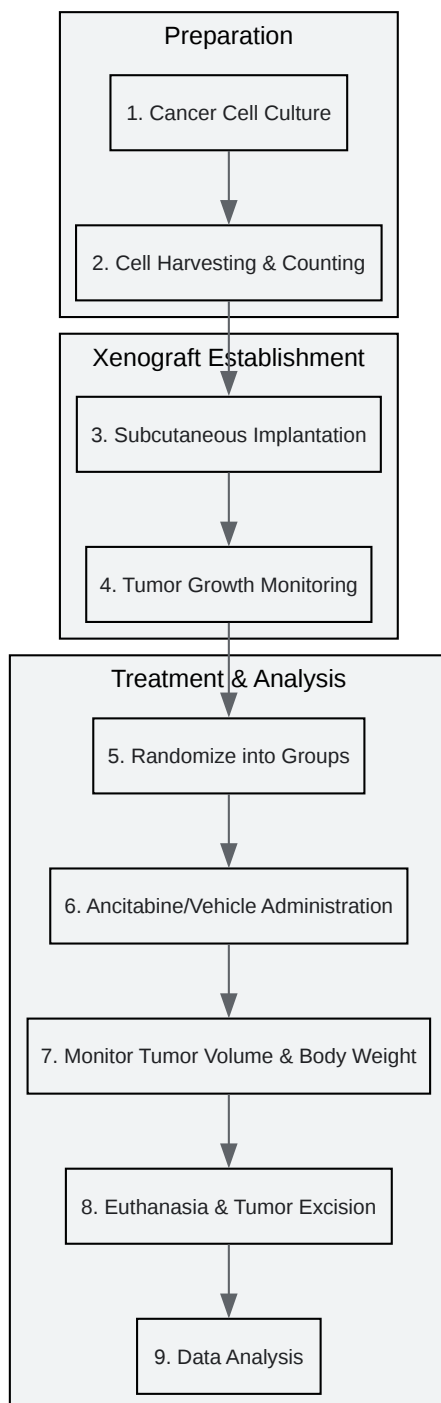 Preparation
1. Cancer Cell Culture
2. Cell Harvesting & Counting
Xenograft Establishment
3. Subcutaneous Implantation
4. Tumor Growth Monitoring
Treatment & Analysis
5. Randomize into Groups
6. Ancitabine/Vehicle Administration
7. Monitor Tumor Volume & Body Weight
8. Euthanasia & Tumor Excision
9. Data Analysis